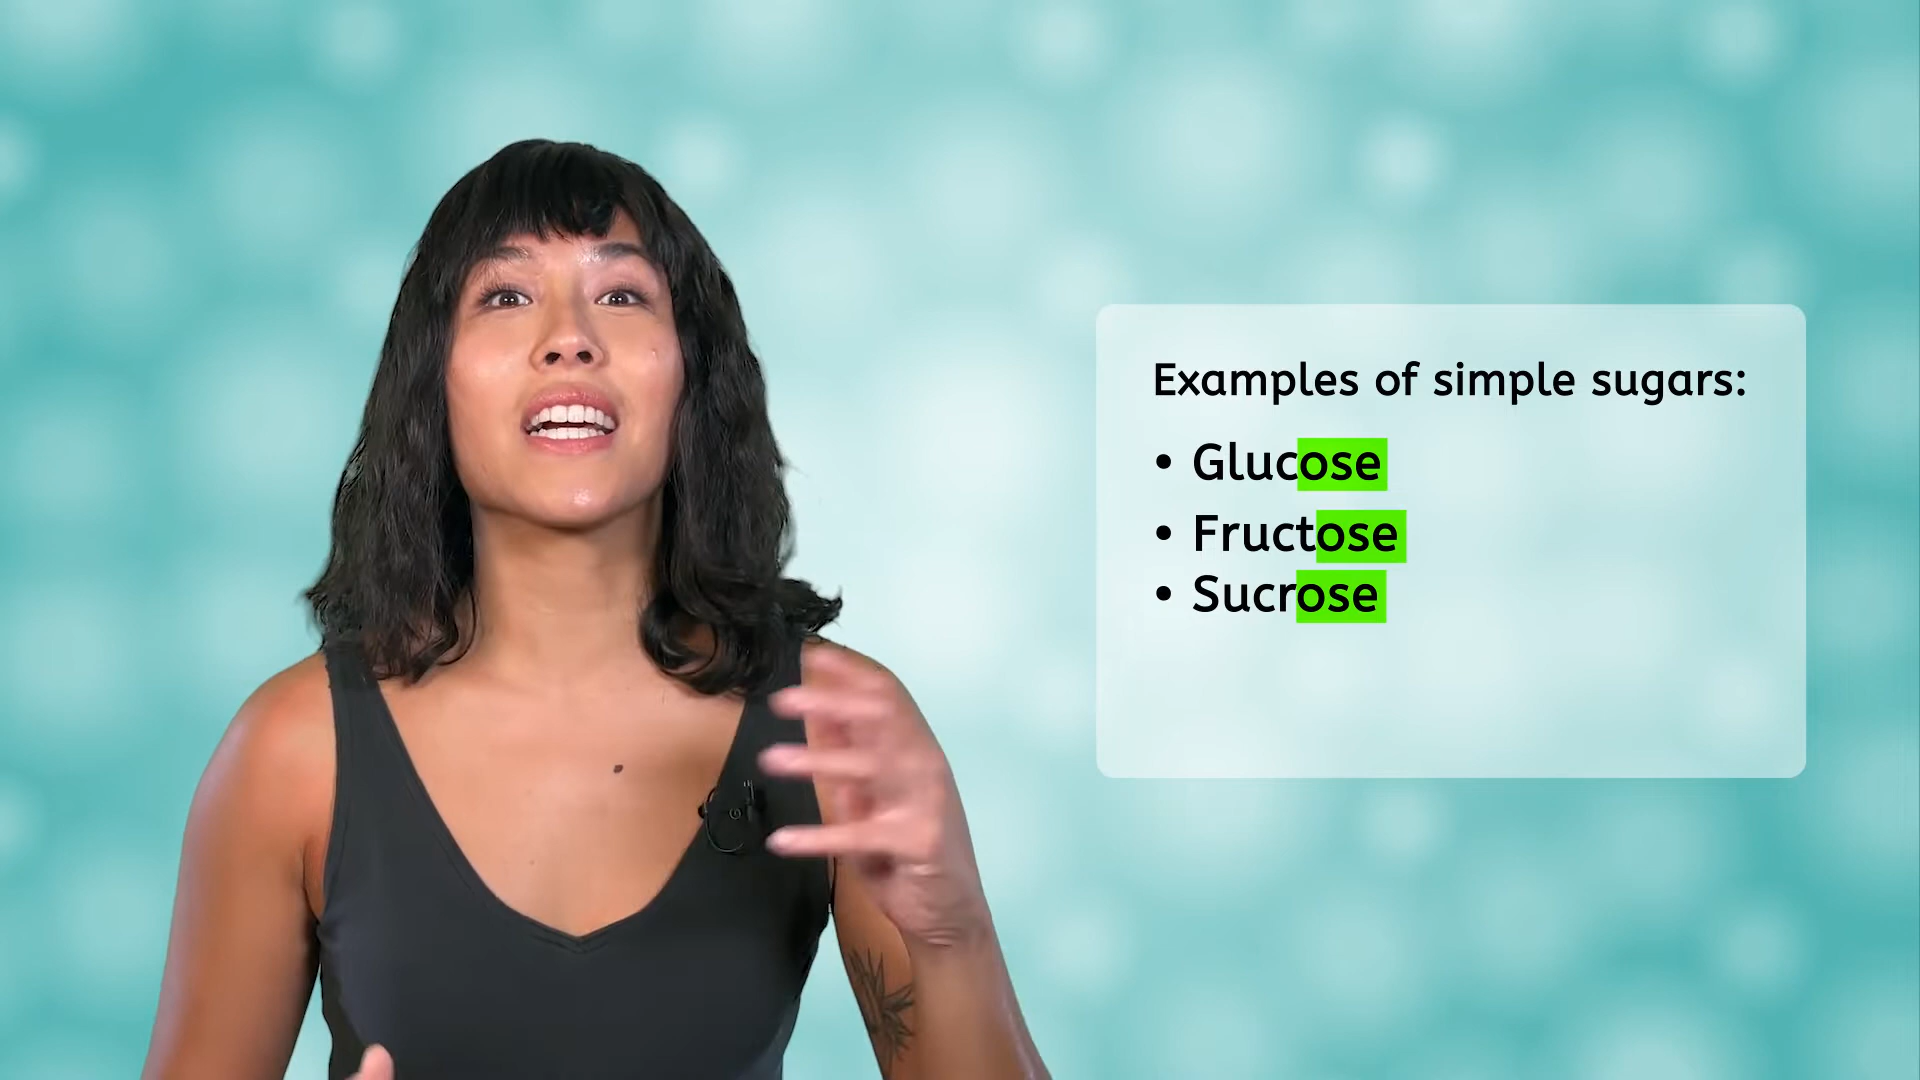 Examples of simple sugars:
• Glucose
• Fructose
• Sucrose